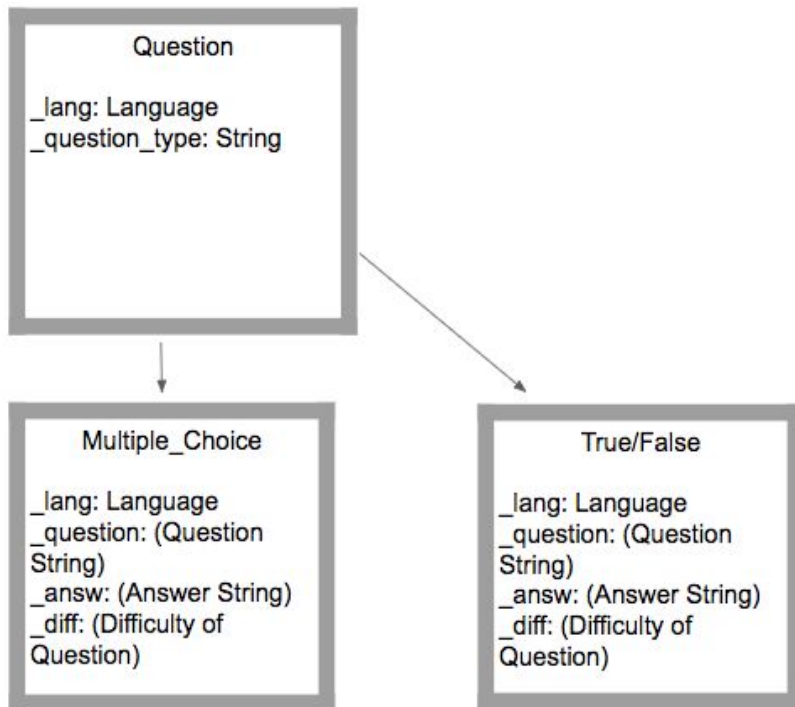 Question
_lang: Language
_question_type: String
Multiple_Choice
_lang: Language
_question: (Question
String)
_answ: (Answer String)
_diff: (Difficulty of
Question)
True/False
_lang: Language
_question: (Question
String)
_answ: (Answer String)
_diff: (Difficulty of
Question)